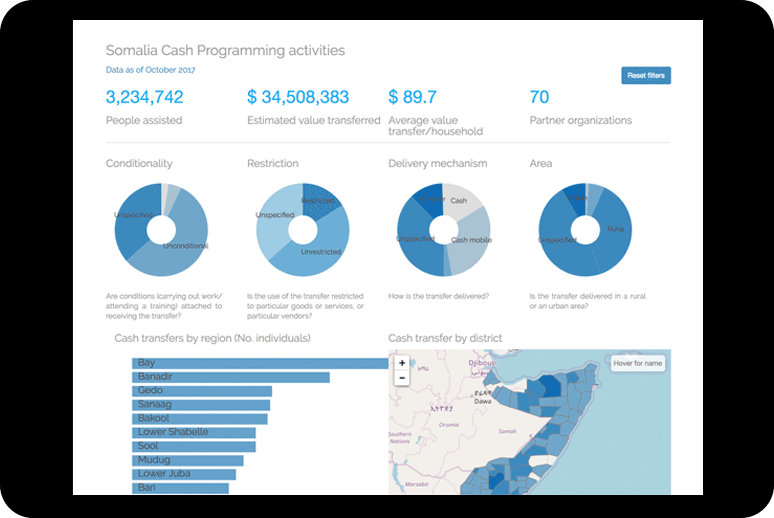 Somalia Cash Programming activities
Data as of October 2017
Reset filters
3,234,742
$ 34,508,383
$ 89.7
70
People assisted
Estimated value transferred
Average value
transfer/household
Partner organizations
Conditionality
Restriction
Delivery mechanism
Area
Unspecified
Unconditional
Restricted
Unspecified
Unrestricted
Cash
Unspecified
Cash mobile
Rural
Unspecified
Are conditions (carrying out work/
attending a training) attached to
receiving the transfer?
Is the use of the transfer restricted
to particular goods or services, or
particular vendors?
How is the transfer delivered?
Is the transfer delivered in a rural
or an urban area?
Cash transfers by region (No. individuals)
Bay
Banadir
Gedo
Sanaag
Bakool
Lower Shabelle
Sool
Mudug
Lower Juba
Bari
Cash transfer by district
+
−
Hover for name
Djibouti
Dawa
Oromia
Somali
Southern
Nations
Marsabit